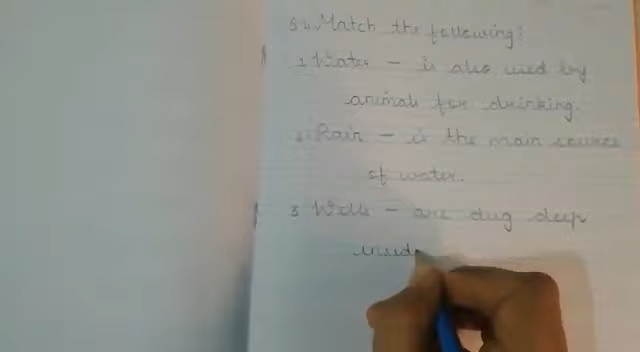 5. Match the following:
1. Water - is also used by
animals for drinking.
2. Rain - is the main source
of water.
3. Wells - are dug deep
insid